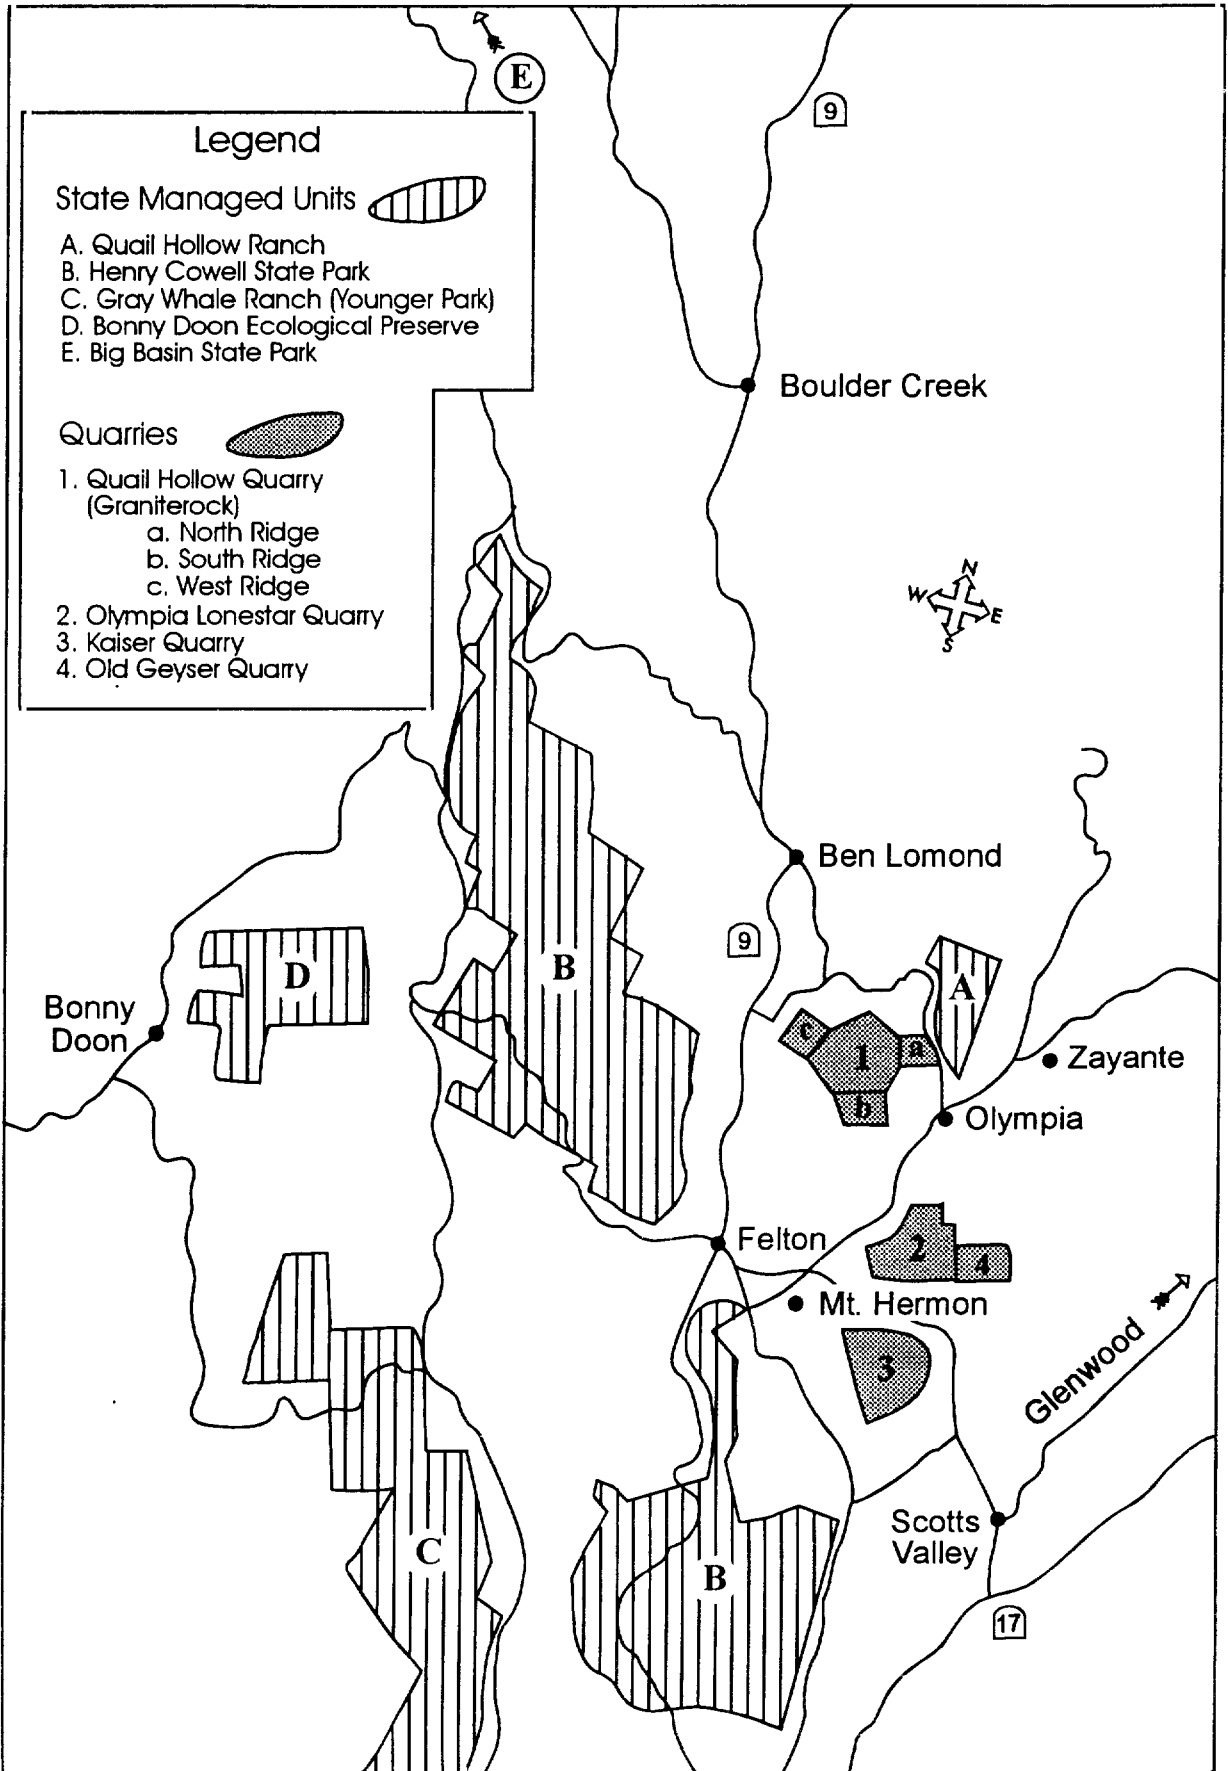 E
9
Legend
State Managed Units
A. Quail Hollow Ranch
B. Henry Cowell State Park
C. Gray Whale Ranch (Younger Park)
D. Bonny Doon Ecological Preserve
E. Big Basin State Park
Quarries
1. Quail Hollow Quarry
(Graniterock)
a. North Ridge
b. South Ridge
c. West Ridge
2. Olympia Lonestar Quarry
3. Kaiser Quarry
4. Old Geyser Quarry
Boulder Creek
N
W
E
S
Ben Lomond
9
B
D
A
Bonny
Doon
c
1
a
b
Zayante
Olympia
Felton
2
4
Mt. Hermon
3
Glenwood
C
B
Scotts
Valley
17